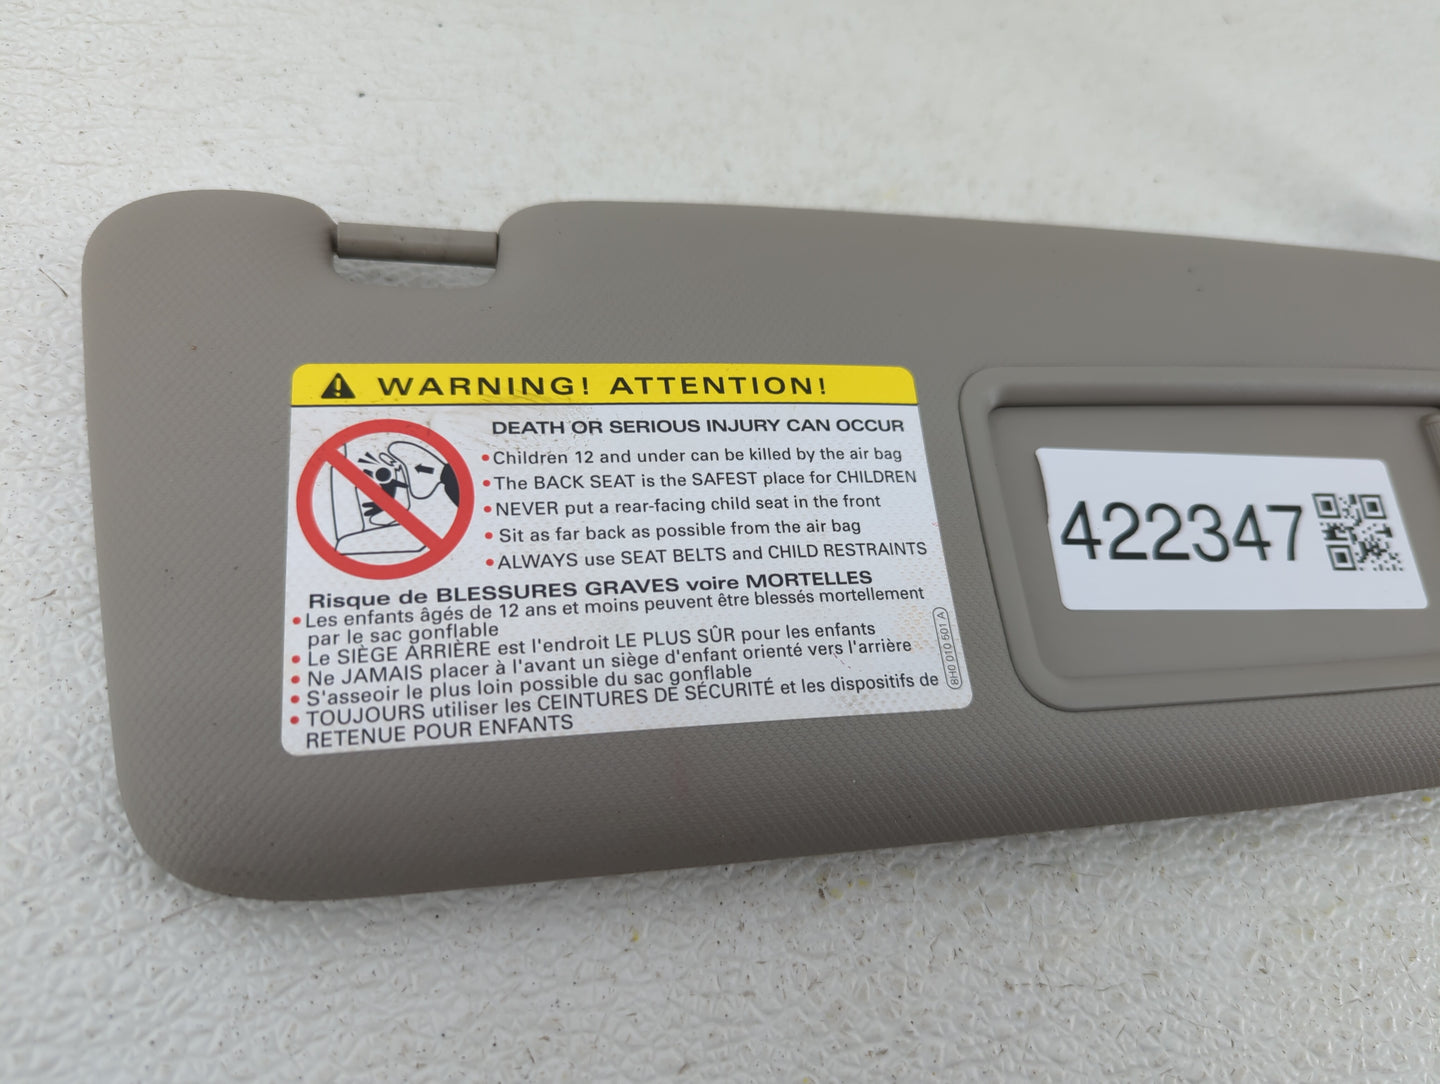 WARNING! ATTENTION!
DEATH OR SERIOUS INJURY CAN OCCUR
•Children 12 and under can be killed by the air bag
•The BACK SEAT is the SAFEST place for CHILDREN
•NEVER put a rear-facing child seat in the front
•Sit as far back as possible from the air bag
•ALWAYS use SEAT BELTS and CHILD RESTRAINTS
Risque de BLESSURES GRAVES voire MORTELLES
•Les enfants âgés de 12 ans et moins peuvent être blessés mortellement
par le sac gonflable
•Le SIÈGE ARRIÈRE est l'endroit LE PLUS SÛR pour les enfants
•Ne JAMAIS placer à l'avant un siège d'enfant orienté vers l'arrière
•S'asseoir le plus loin possible du sac gonflable
•TOUJOURS utiliser les CEINTURES DE SÉCURITÉ et les dispositifs de
RETENUE POUR ENFANTS
8H0 010 601 A
422347